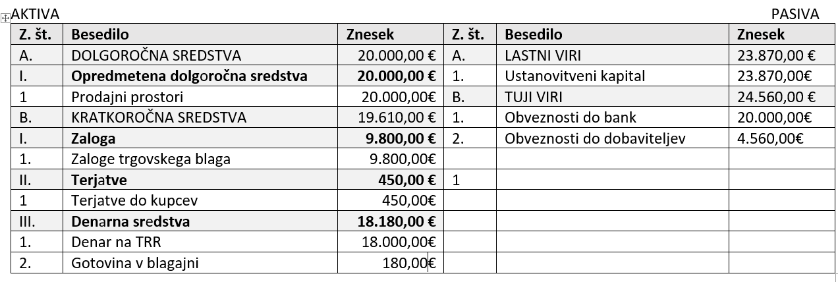 AKTIVA PASIVA
Z. št. Besedilo Znesek Z. št. Besedilo Znesek
A. DOLGOROČNA SREDSTVA 20.000,00 € A. LASTNI VIRI 23.870,00 €
I. Opredmetena dolgoročna sredstva 20.000,00 € 1. Ustanovitveni kapital 23.870,00€
1 Prodajni prostori 20.000,00€ B. TUJI VIRI 24.560,00 €
B. KRATKOROČNA SREDSTVA 19.610,00 € 1. Obveznosti do bank 20.000,00€
I. Zaloga 9.800,00 € 2. Obveznosti do dobaviteljev 4.560,00€
1. Zaloge trgovskega blaga 9.800,00€
II. Terjatve 450,00 € 1
1 Terjatve do kupcev 450,00€
III. Denarna sredstva 18.180,00 €
1. Denar na TRR 18.000,00€
2. Gotovina v blagajni 180,00€